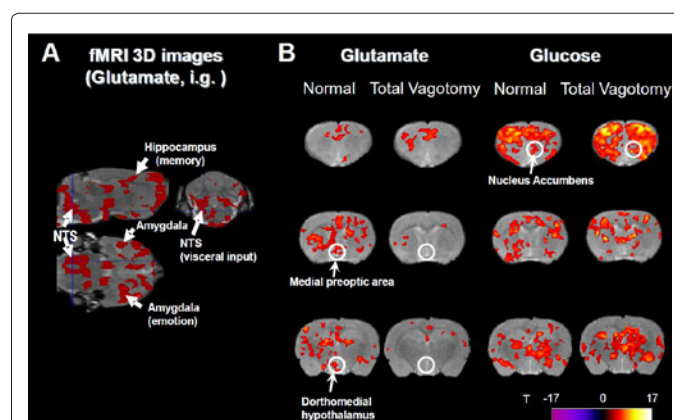 A
fMRI 3D images
(Glutamate, i.g. )
Hippocampus
(memory)
Amygdala
NTS
NTS
(visceral input)
Amygdala
(emotion)
B
Glutamate
Glucose
Normal
Total Vagotomy
Normal
Total Vagotomy
Nucleus Accumbens
Medial preoptic area
Dorthomedial
hypothalamus
T -17 0 17